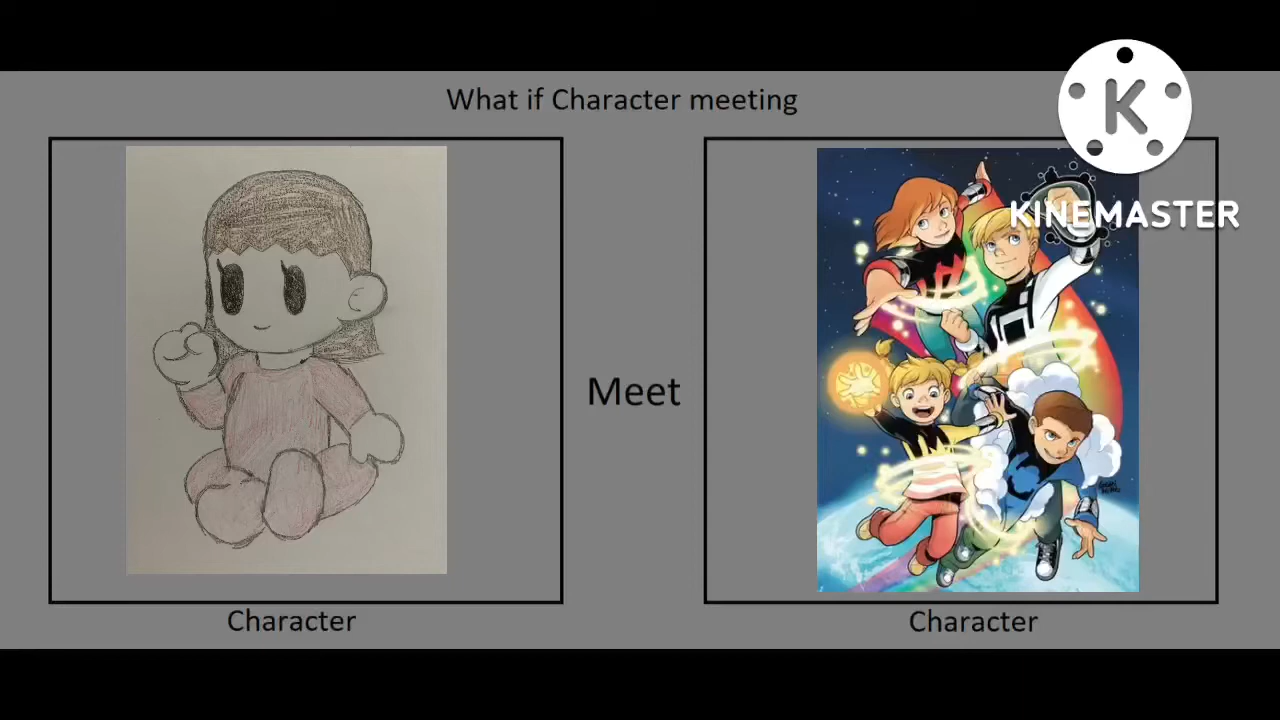 What if Character meeting
K
KINEMASTER
Meet
Character
Character